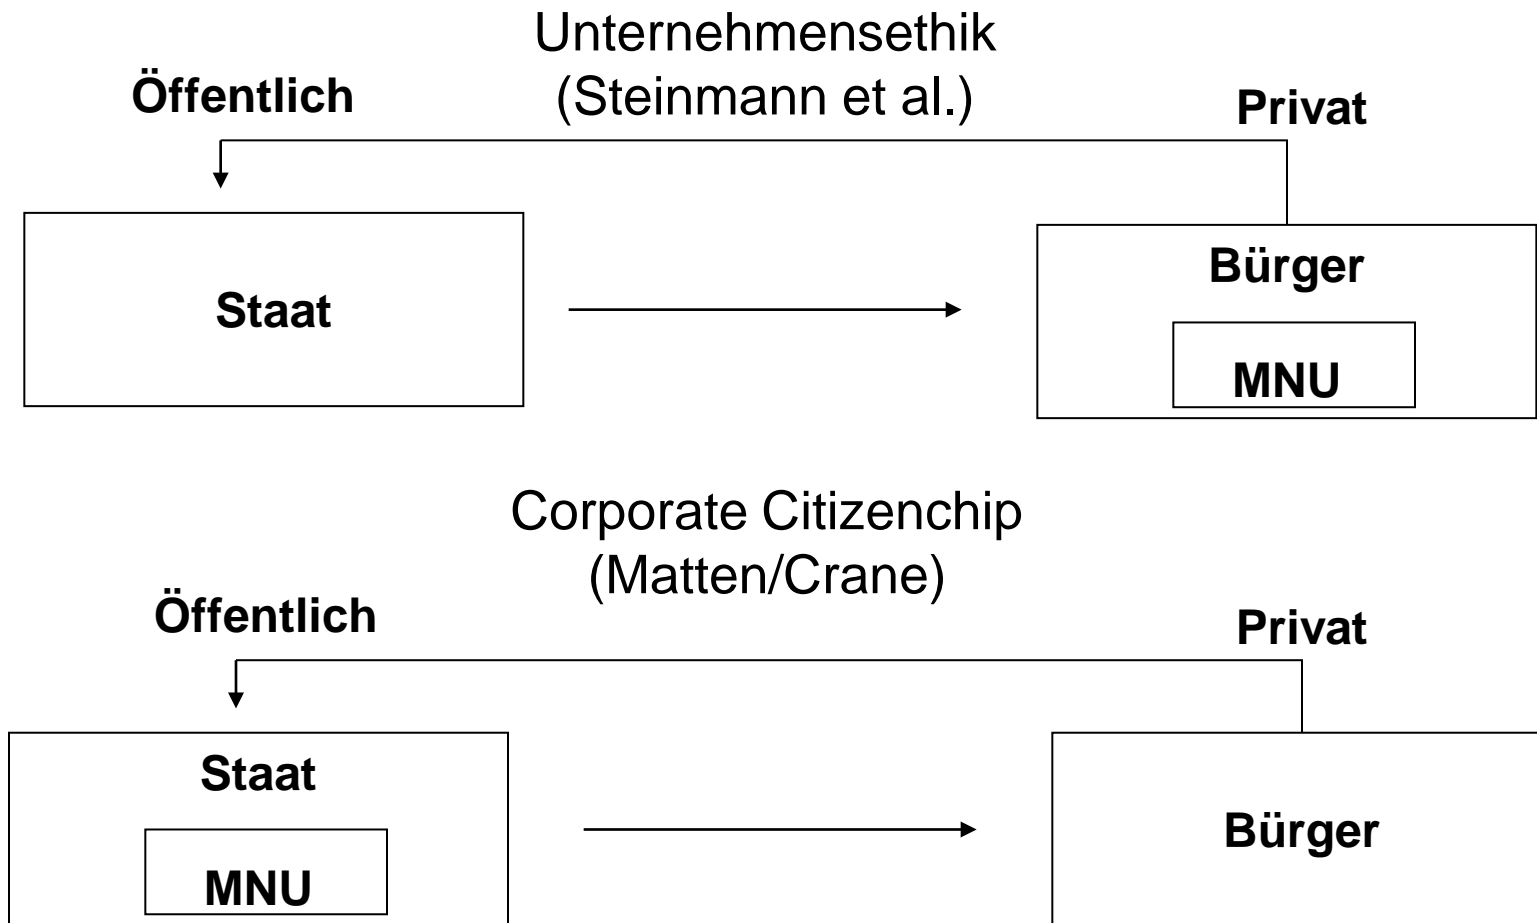 Unternehmensethik
(Steinmann et al.)
Öffentlich
Privat
Staat
Bürger
MNU
Corporate Citizenchip
(Matten/Crane)
Öffentlich
Privat
Staat
MNU
Bürger